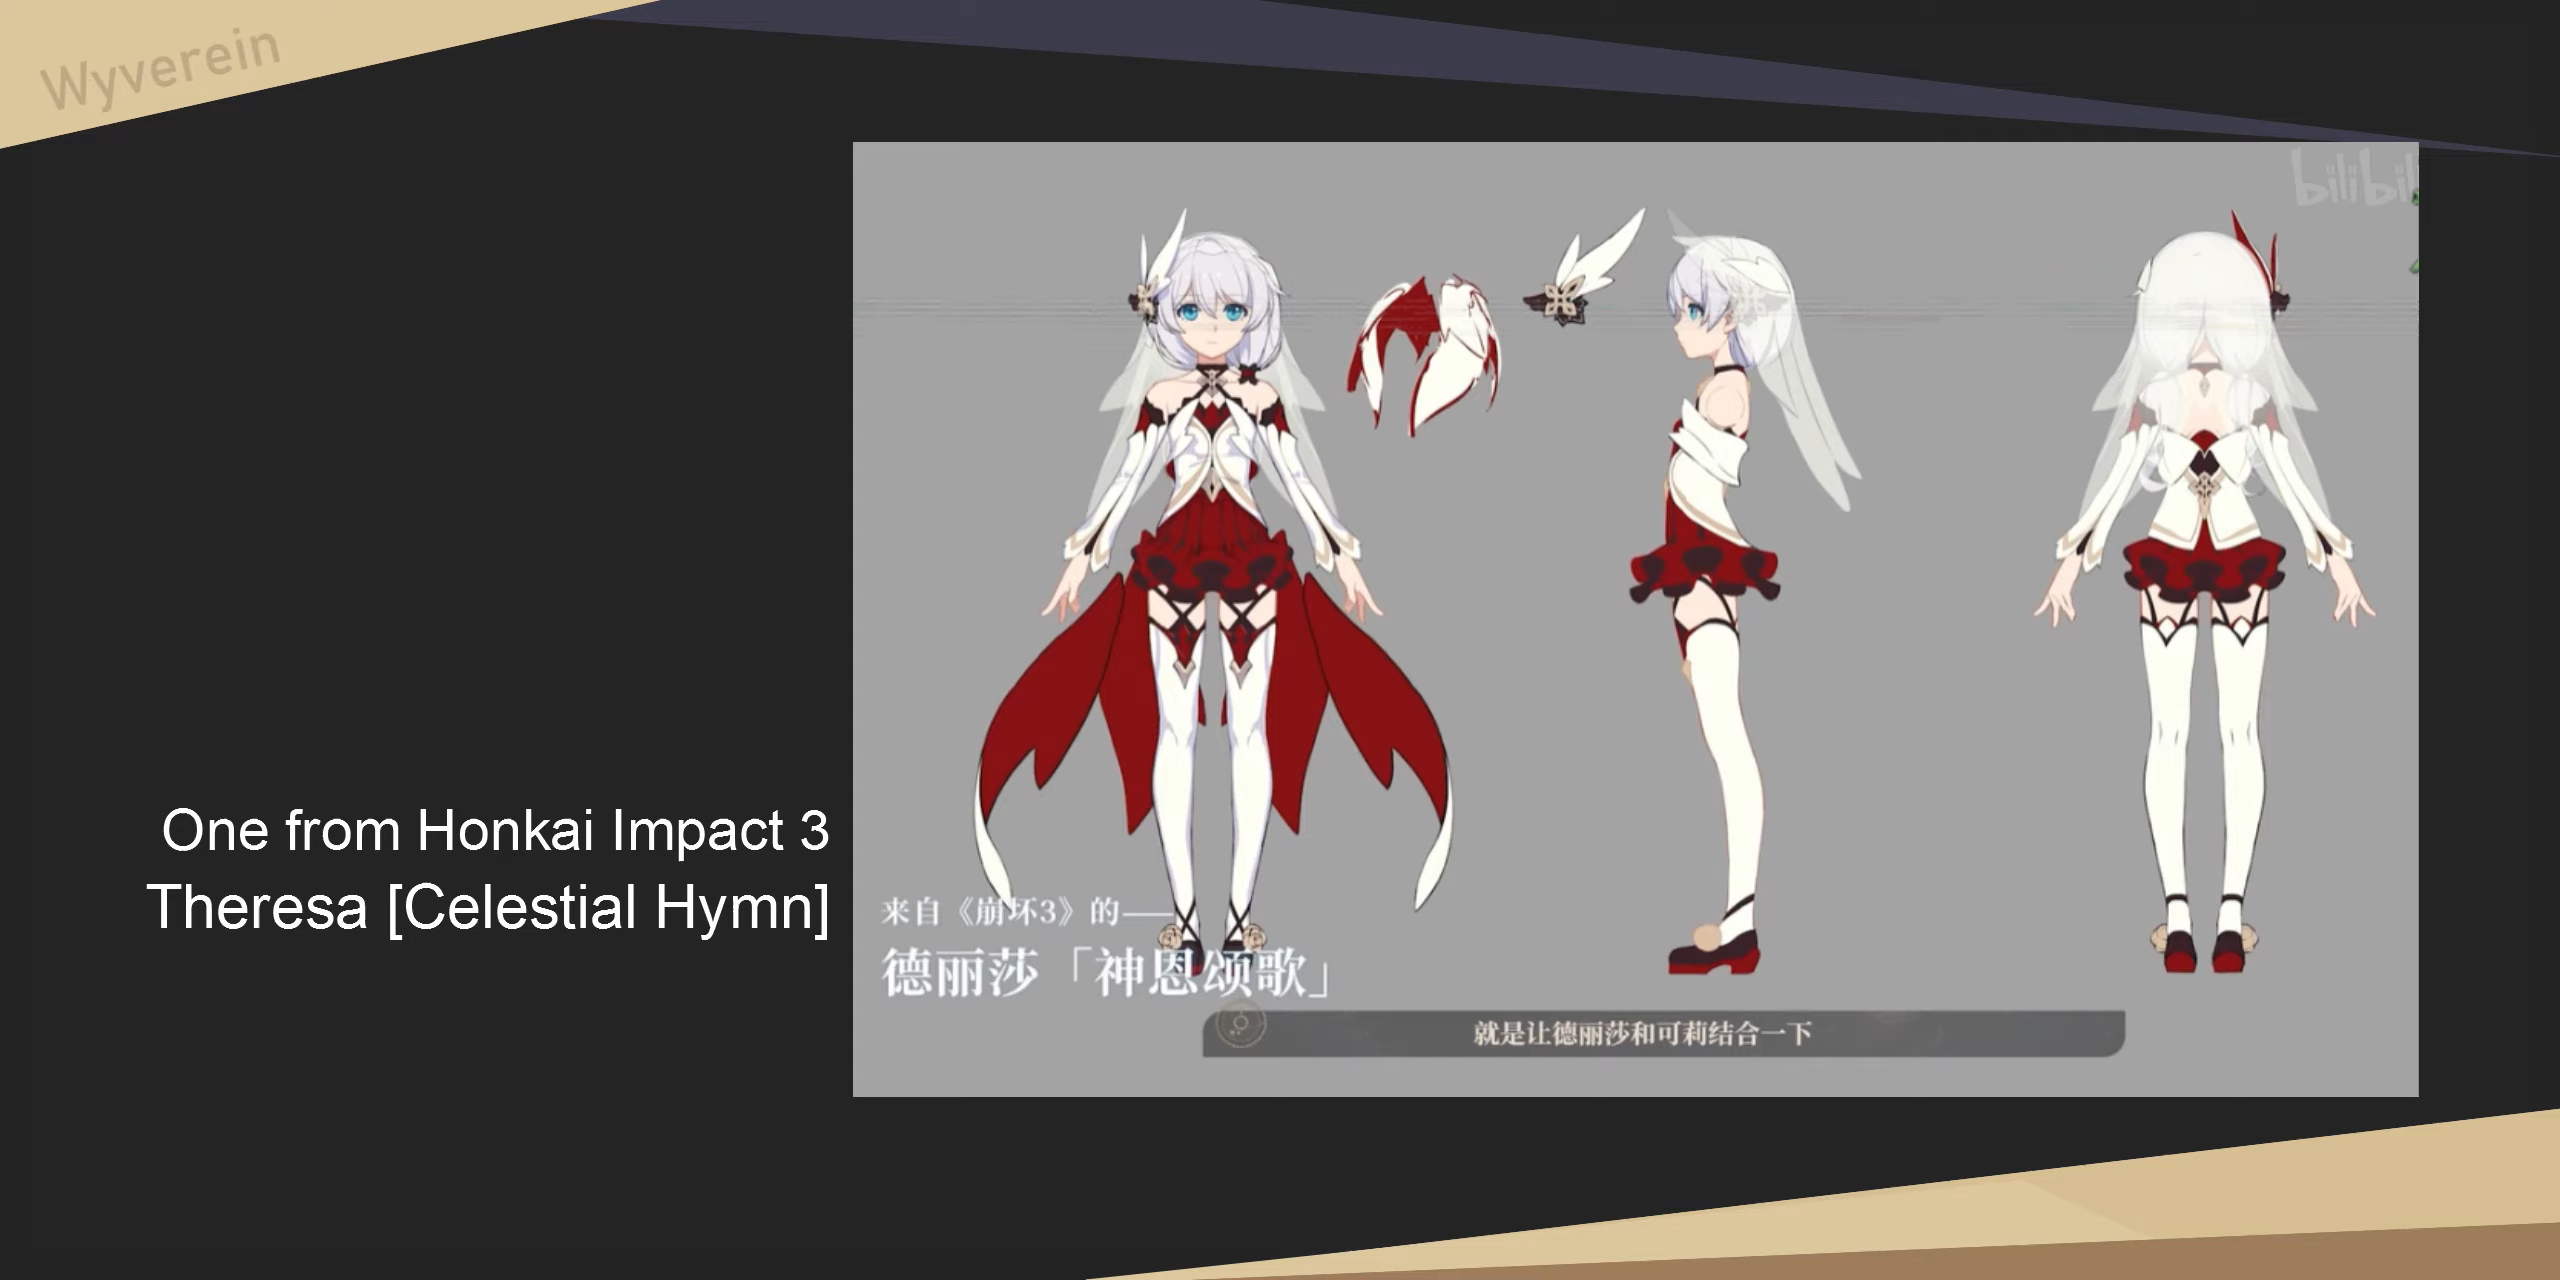 Wyverein
bilibili
One from Honkai Impact 3
Theresa [Celestial Hymn]
来自《崩坏3》的——
德丽莎「神恩颂歌」
就是让德丽莎和可莉结合一下